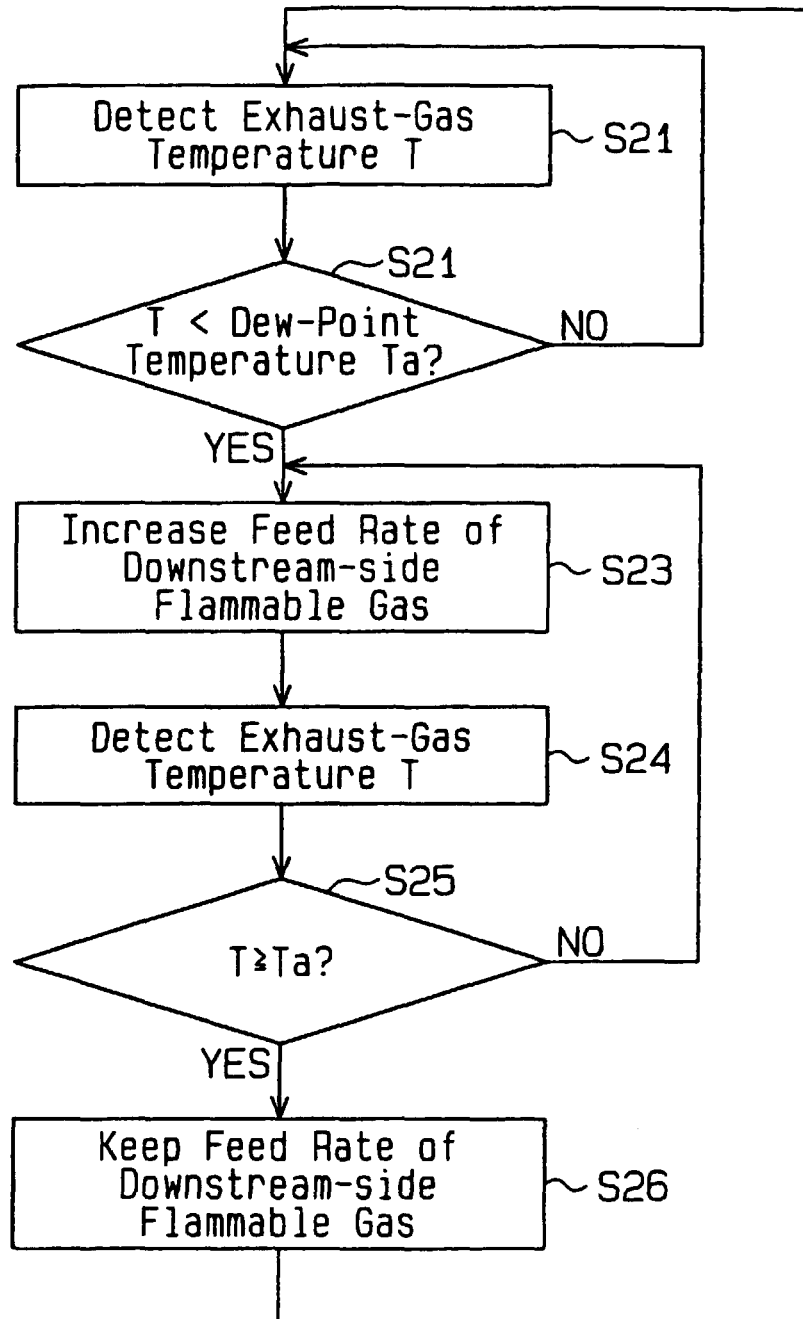 Detect Exhaust-Gas
Temperature T
S21
S21
T < Dew-Point
Temperature Ta?
NO
YES
Increase Feed Rate of
Downstream-side
Flammable Gas
S23
Detect Exhaust-Gas
Temperature T
S24
S25
T≧Ta?
NO
YES
Keep Feed Rate of
Downstream-side
Flammable Gas
S26